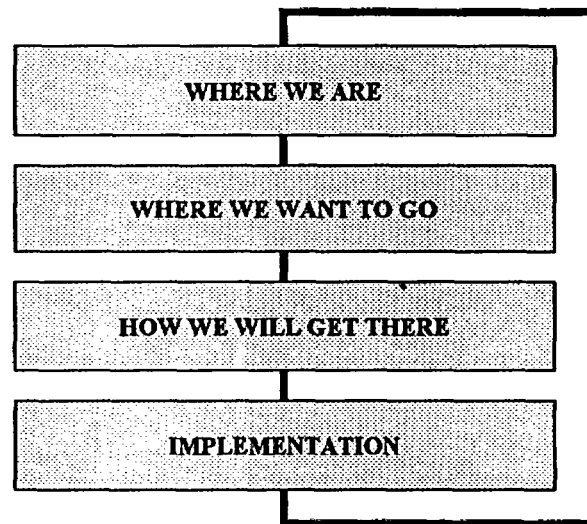 WHERE WE ARE
WHERE WE WANT TO GO
HOW WE WILL GET THERE
IMPLEMENTATION